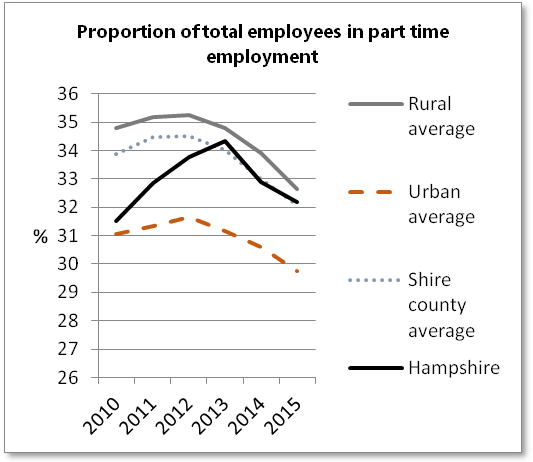 Proportion of total employees in part time
employment
36
35
34
33
32
31
30
29
28
27
26
%
2010
2011
2012
2013
2014
2015
Rural
average
Urban
average
Shire
county
average
Hampshire